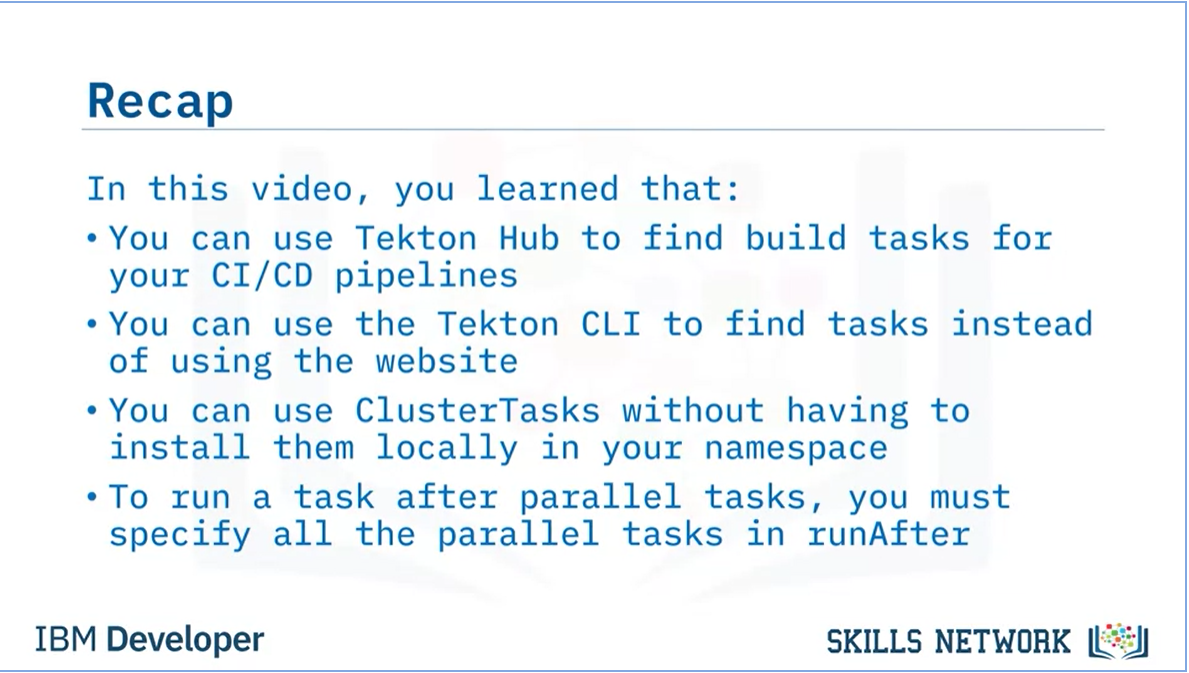 Recap
In this video, you learned that:
• You can use Tekton Hub to find build tasks for
your CI/CD pipelines
• You can use the Tekton CLI to find tasks instead
of using the website
• You can use ClusterTasks without having to
install them locally in your namespace
• To run a task after parallel tasks, you must
specify all the parallel tasks in runAfter
IBM Developer
SKILLS NETWORK